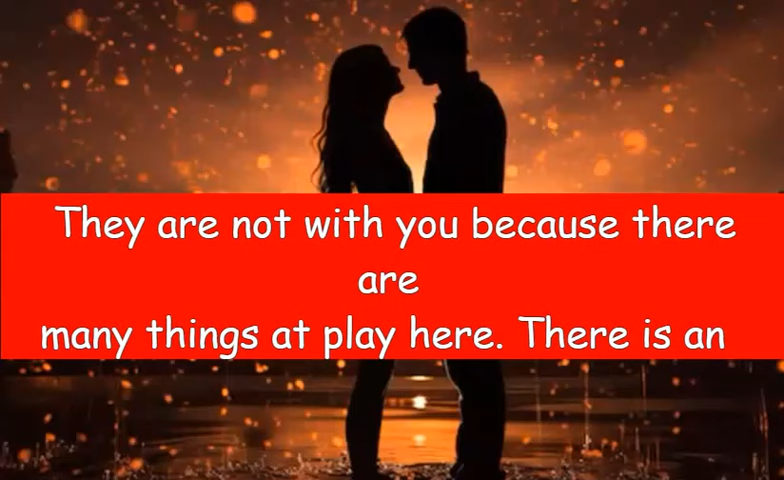 They are not with you because there
are
many things at play here. There is an